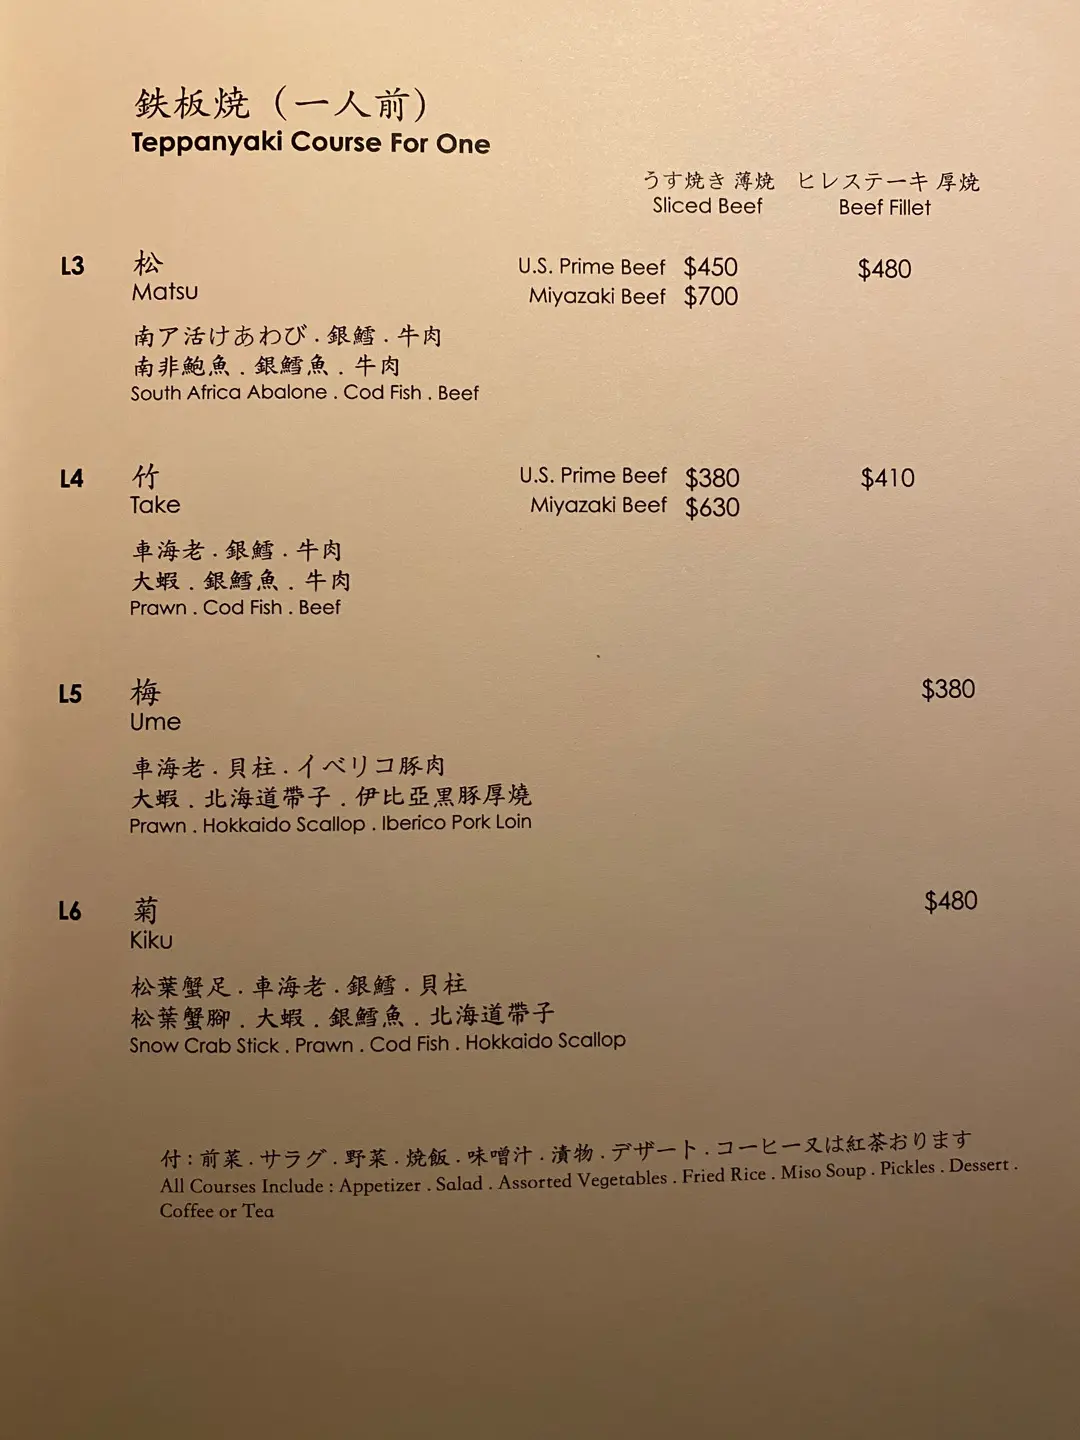 鉄板焼（一人前）
Teppanyaki Course For One
うす焼き 薄焼 ヒレステーキ 厚焼
Sliced Beef Beef Fillet
L3 松 U.S. Prime Beef $450 $480
Matsu Miyazaki Beef $700
南ア活けあわび . 銀鱈 . 牛肉
南非鮑魚 . 銀鱈魚 . 牛肉
South Africa Abalone . Cod Fish . Beef
L4 竹 U.S. Prime Beef $380 $410
Take Miyazaki Beef $630
車海老 . 銀鱈 . 牛肉
大蝦 . 銀鱈魚 . 牛肉
Prawn . Cod Fish . Beef
L5 梅 $380
Ume
車海老 . 貝柱 . イベリコ豚肉
大蝦 . 北海道帶子 . 伊比亞黑豚厚燒
Prawn . Hokkaido Scallop . Iberico Pork Loin
L6 菊 $480
Kiku
松葉蟹足 . 車海老 . 銀鱈 . 貝柱
松葉蟹腳 . 大蝦 . 銀鱈魚 . 北海道帶子
Snow Crab Stick . Prawn . Cod Fish . Hokkaido Scallop
付 : 前菜 . サラグ . 野菜 . 焼飯 . 味噌汁 . 漬物 . デザート . コーヒー又は紅茶おります
All Courses Include : Appetizer . Salad . Assorted Vegetables . Fried Rice . Miso Soup . Pickles . Dessert .
Coffee or Tea